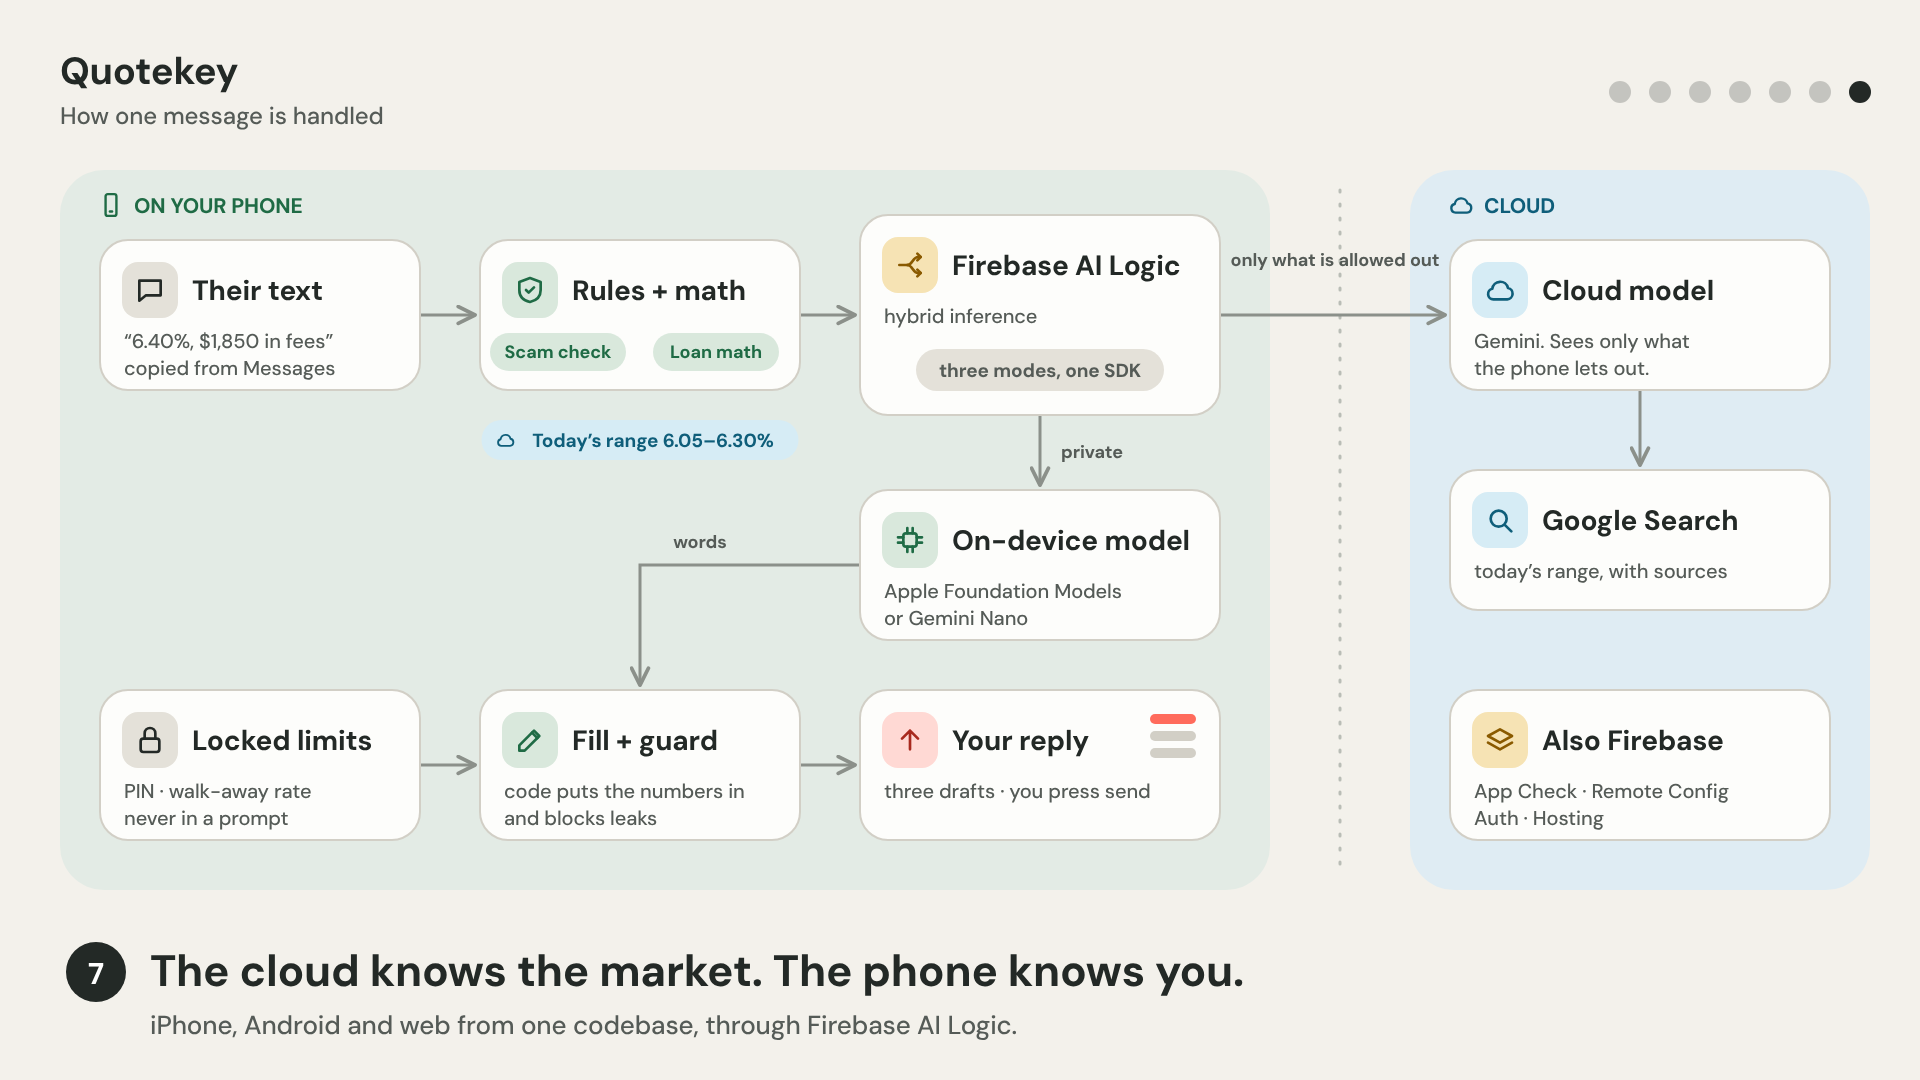 Quotekey
How one message is handled
ON YOUR PHONE
CLOUD
Their text
“6.40%, $1,850 in fees”
copied from Messages
Rules + math
Scam check
Loan math
Today’s range 6.05–6.30%
Firebase AI Logic
hybrid inference
three modes, one SDK
only what is allowed out
Cloud model
Gemini. Sees only what
the phone lets out.
private
words
On-device model
Apple Foundation Models
or Gemini Nano
Google Search
today’s range, with sources
Locked limits
PIN · walk-away rate
never in a prompt
Fill + guard
code puts the numbers in
and blocks leaks
Your reply
three drafts · you press send
Also Firebase
App Check · Remote Config
Auth · Hosting
7
The cloud knows the market. The phone knows you.
iPhone, Android and web from one codebase, through Firebase AI Logic.